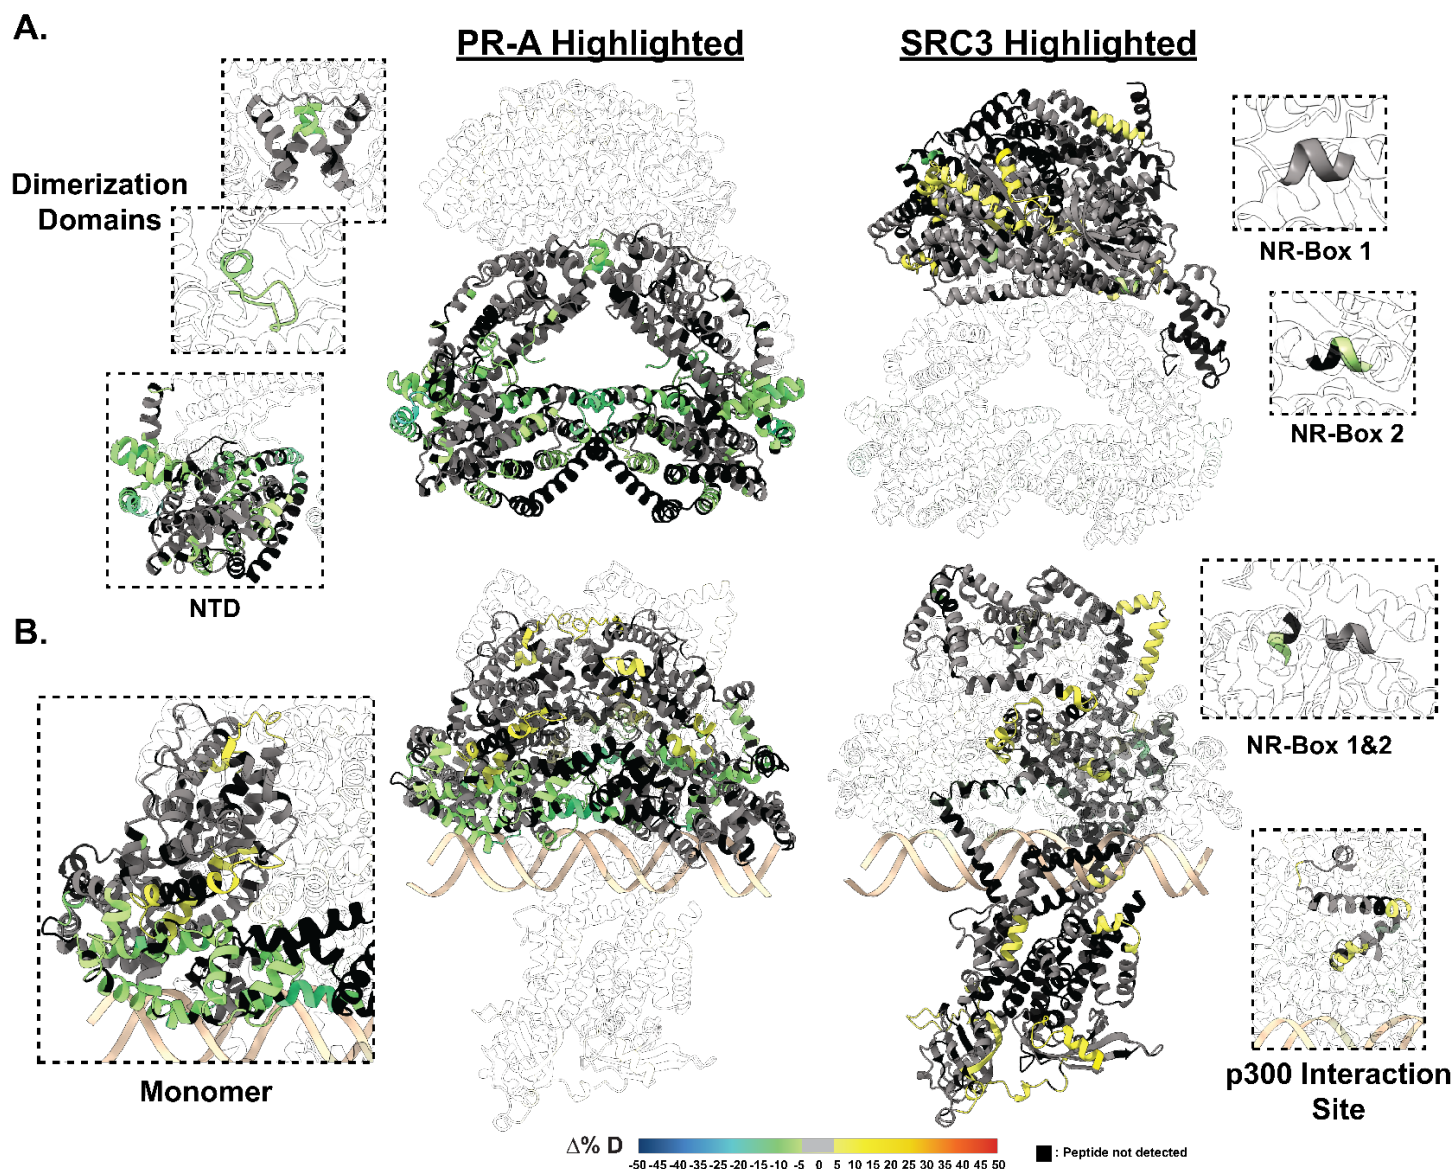 A.
PR-A Highlighted
SRC3 Highlighted
Dimerization
Domains
NR-Box 1
NR-Box 2
NTD
B.
NR-Box 1&2
Monomer
p300 Interaction
Site
Δ% D
-50 -45 -40 -35 -30 -25 -20 -15 -10 -5 0 5 10 15 20 25 30 35 40 45 50
: Peptide not detected